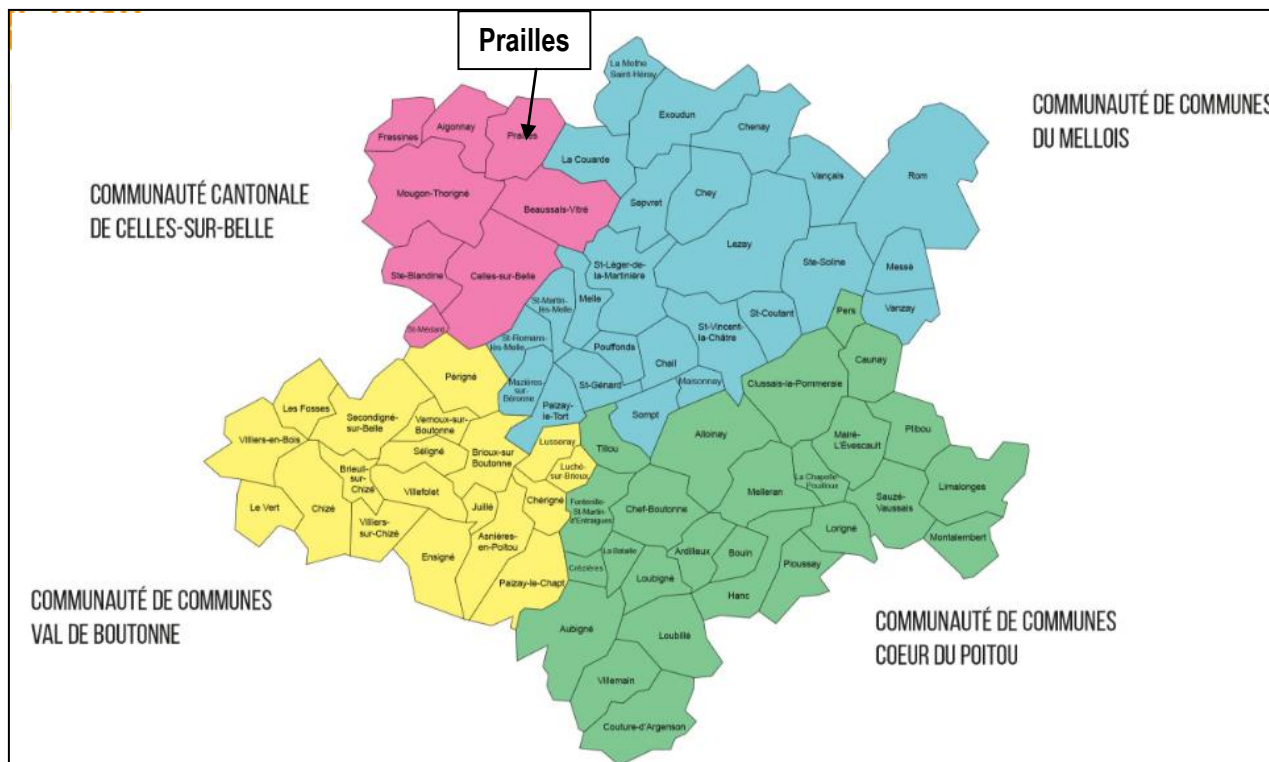 Prailles
COMMUNAUTÉ DE COMMUNES
DU MELLOIS
COMMUNAUTÉ CANTONALE
DE CELLES-SUR-BELLE
La Mothe
Saint-Héray
Exoudun
Chenay
Fressines
Aigonnay
Prailles
La Couarde
Vançais
Rom
Mougon-Thorigné
Beaussais-Vitré
Sepvret
Chey
Lezay
Ste-Blandine
Celles-sur-Belle
St-Léger-de-
la-Martinière
Ste-Soline
Messé
St-Martin-
lès-Melle
Melle
Vanzay
St-Médard
St-Romans-
lès-Melle
Pouffonds
St-Vincent-
la-Châtre
St-Coutant
Pers
Chail
Caunay
Périgné
Mazières-
sur-
Béronne
St-Génard
Maisonnay
Clussais-la-Pommeraie
Paizay-
le-Tort
Sompt
Les Fosses
Secondigné-
sur-Belle
Vernoux-sur-
Boutonne
Alloinay
Villiers-en-Bois
Séligné
Brioux-sur
Boutonne
Lusseray
Tillou
Mairé-
L'Évescault
Plibou
Brieuil-
sur-
Chizé
Villefolet
Luché-
sur-Brioux
La Chapelle-
Pouilloux
Limalonges
Le Vert
Chizé
Juillé
Chérigné
Fontenille-
St-Martin-
d'Entraigues
Chef-Boutonne
Melleran
Sauzé-
Vaussais
Villiers-
sur-Chizé
Ensigné
Asnières-
en-Poitou
Lorigné
Montalembert
La Bataille
Ardilleux
Bouin
Pioussay
Paizay-le-Chapt
Crézières
Loubigné
Hanc
COMMUNAUTÉ DE COMMUNES
VAL DE BOUTONNE
COMMUNAUTÉ DE COMMUNES
COEUR DU POITOU
Aubigné
Loubillé
Villemain
Couture-d'Argenson